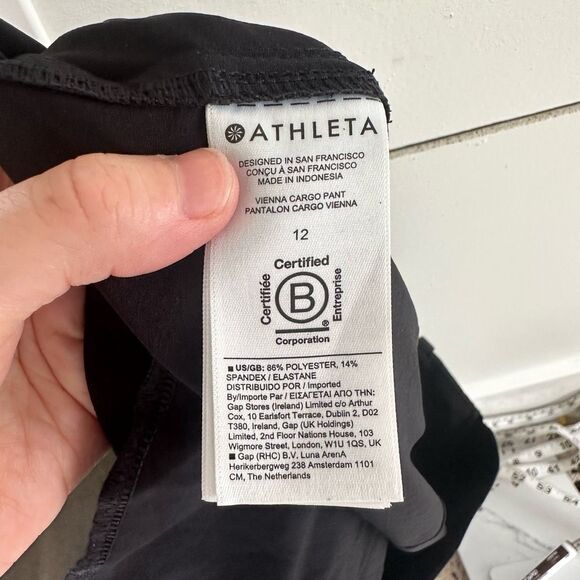 ATHLETA
DESIGNED IN SAN FRANCISCO
CONÇU À SAN FRANCISCO
MADE IN INDONESIA
VIENNA CARGO PANT
PANTALON CARGO VIENNA
12
Certified
Certifiée
B
Entreprise
®
Corporation
■ US/GB: 86% POLYESTER, 14%
SPANDEX / ELASTANE
DISTRIBUIDO POR / Imported
By/Importe Par / ΕΙΣΑΓΕΤΑΙ ΑΠΟ ΤΗΝ:
Gap Stores (Ireland) Limited c/o Arthur
Cox, 10 Earlsfort Terrace, Dublin 2, D02
T380, Ireland, Gap (UK Holdings)
Limited, 2nd Floor Nations House, 103
Wigmore Street, London, W1U 1QS, UK
■ Gap (RHC) B.V. Luna ArenA
Herikerbergweg 238 Amsterdam 1101
CM, The Netherlands